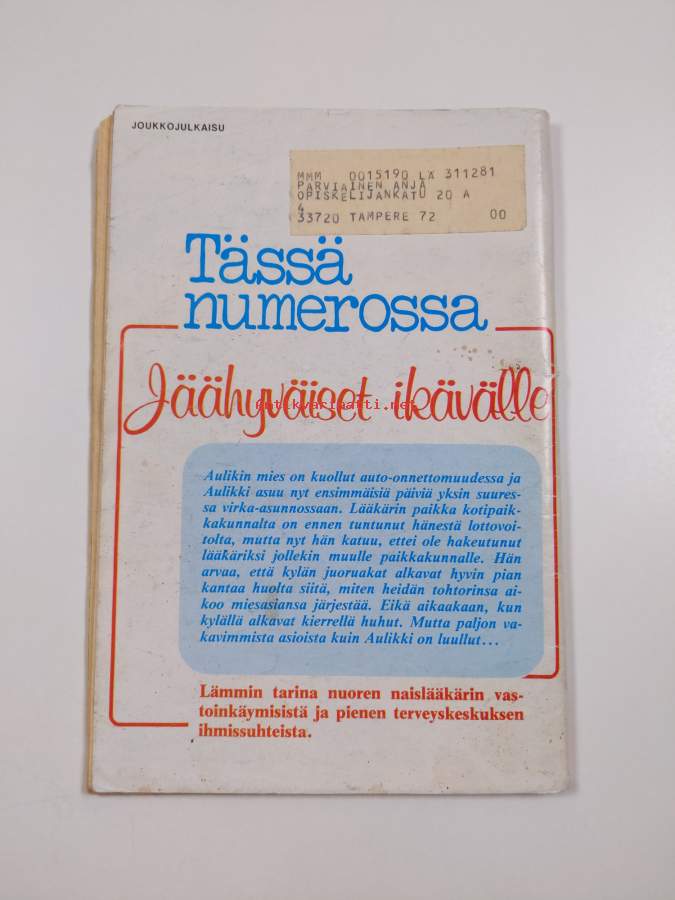 JOUKKOJULKAISU
MMM 0015190 LA 311281
PARVIAINEN ANJA
OPISKELIJANKATU 20 A
4
33720 TAMPERE 72 00
Tässä
numerossa
Jäähyväiset ikävälle
antikvariaatti.net
Aulikin mies on kuollut auto-onnettomuudessa ja
Aulikki asuu nyt ensimmäisiä päiviä yksin suures-
sa virka-asunnossaan. Lääkärin paikka kotipaik-
kakunnalta on ennen tuntunut hänestä lottovoi-
tolta, mutta nyt hän katuu, ettei ole hakeutunut
lääkäriksi jollekin muulle paikkakunnalle. Hän
arvaa, että kylän juoruakat alkavat hyvin pian
kantaa huolta siitä, miten heidän tohtorinsa ai-
koo miesasiansa järjestää. Eikä aikaakaan, kun
kylällä alkavat kierrellä huhut. Mutta paljon va-
kavimmista asioista kuin Aulikki on luullut...
Lämmin tarina nuoren naislääkärin vas-
toinkäymisistä ja pienen terveyskeskuksen
ihmissuhteista.